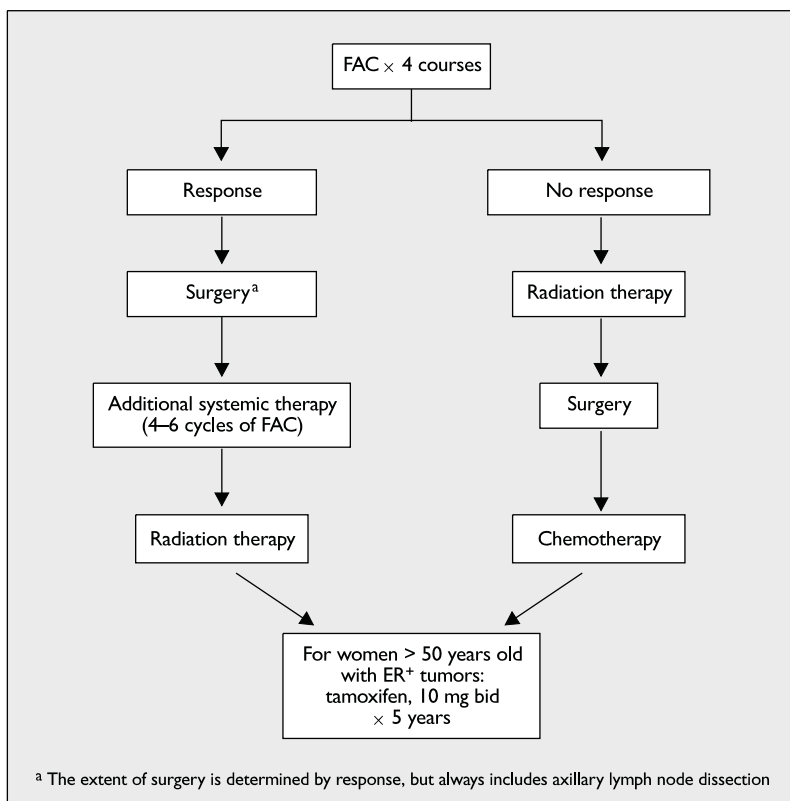 FAC × 4 courses
Response
No response
Surgeryᵃ
Radiation therapy
Additional systemic therapy
(4–6 cycles of FAC)
Surgery
Radiation therapy
Chemotherapy
For women > 50 years old
with ER⁺ tumors:
tamoxifen, 10 mg bid
× 5 years
ᵃ The extent of surgery is determined by response, but always includes axillary lymph node dissection